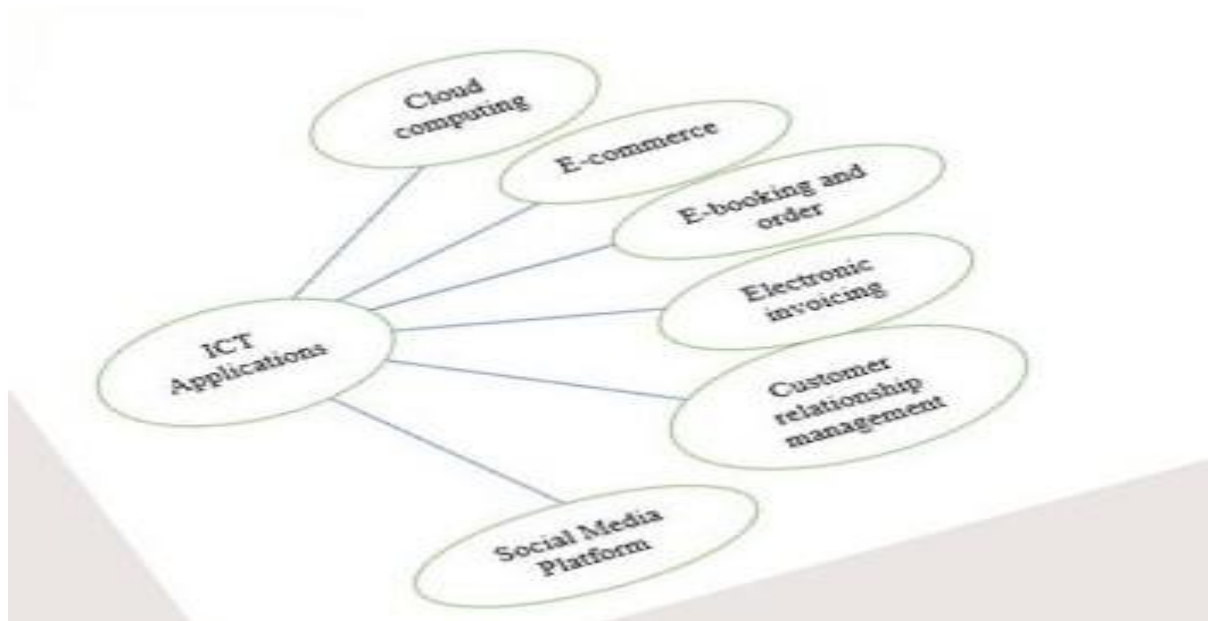 Cloud
computing
E-commerce
E-booking and
order
Electronic
invoicing
ICT
Applications
Customer
relationship
management
Social Media
Platform